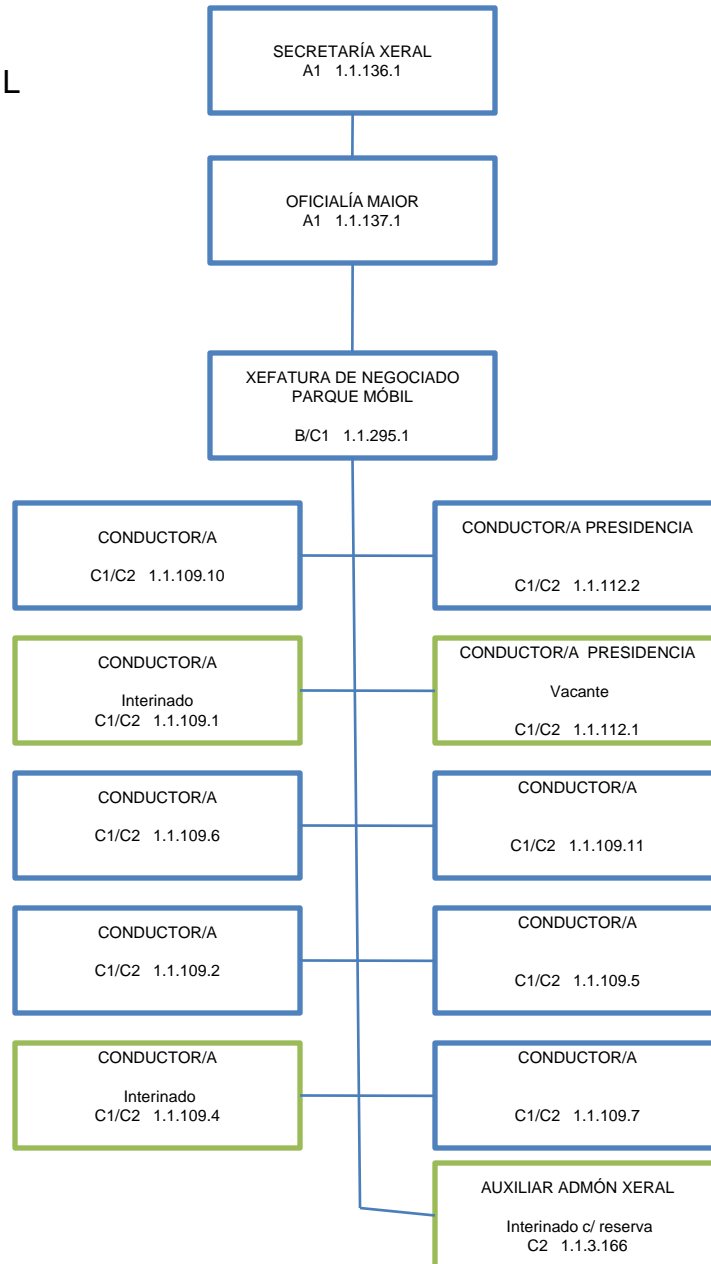 L
SECRETARÍA XERAL
A1 1.1.136.1
OFICIALÍA MAIOR
A1 1.1.137.1
XEFATURA DE NEGOCIADO
PARQUE MÓBIL
B/C1 1.1.295.1
CONDUCTOR/A
C1/C2 1.1.109.10
CONDUCTOR/A PRESIDENCIA
C1/C2 1.1.112.2
CONDUCTOR/A
Interinado
C1/C2 1.1.109.1
CONDUCTOR/A PRESIDENCIA
Vacante
C1/C2 1.1.112.1
CONDUCTOR/A
C1/C2 1.1.109.6
CONDUCTOR/A
C1/C2 1.1.109.11
CONDUCTOR/A
C1/C2 1.1.109.2
CONDUCTOR/A
C1/C2 1.1.109.5
CONDUCTOR/A
Interinado
C1/C2 1.1.109.4
CONDUCTOR/A
C1/C2 1.1.109.7
AUXILIAR ADMÓN XERAL
Interinado c/ reserva
C2 1.1.3.166